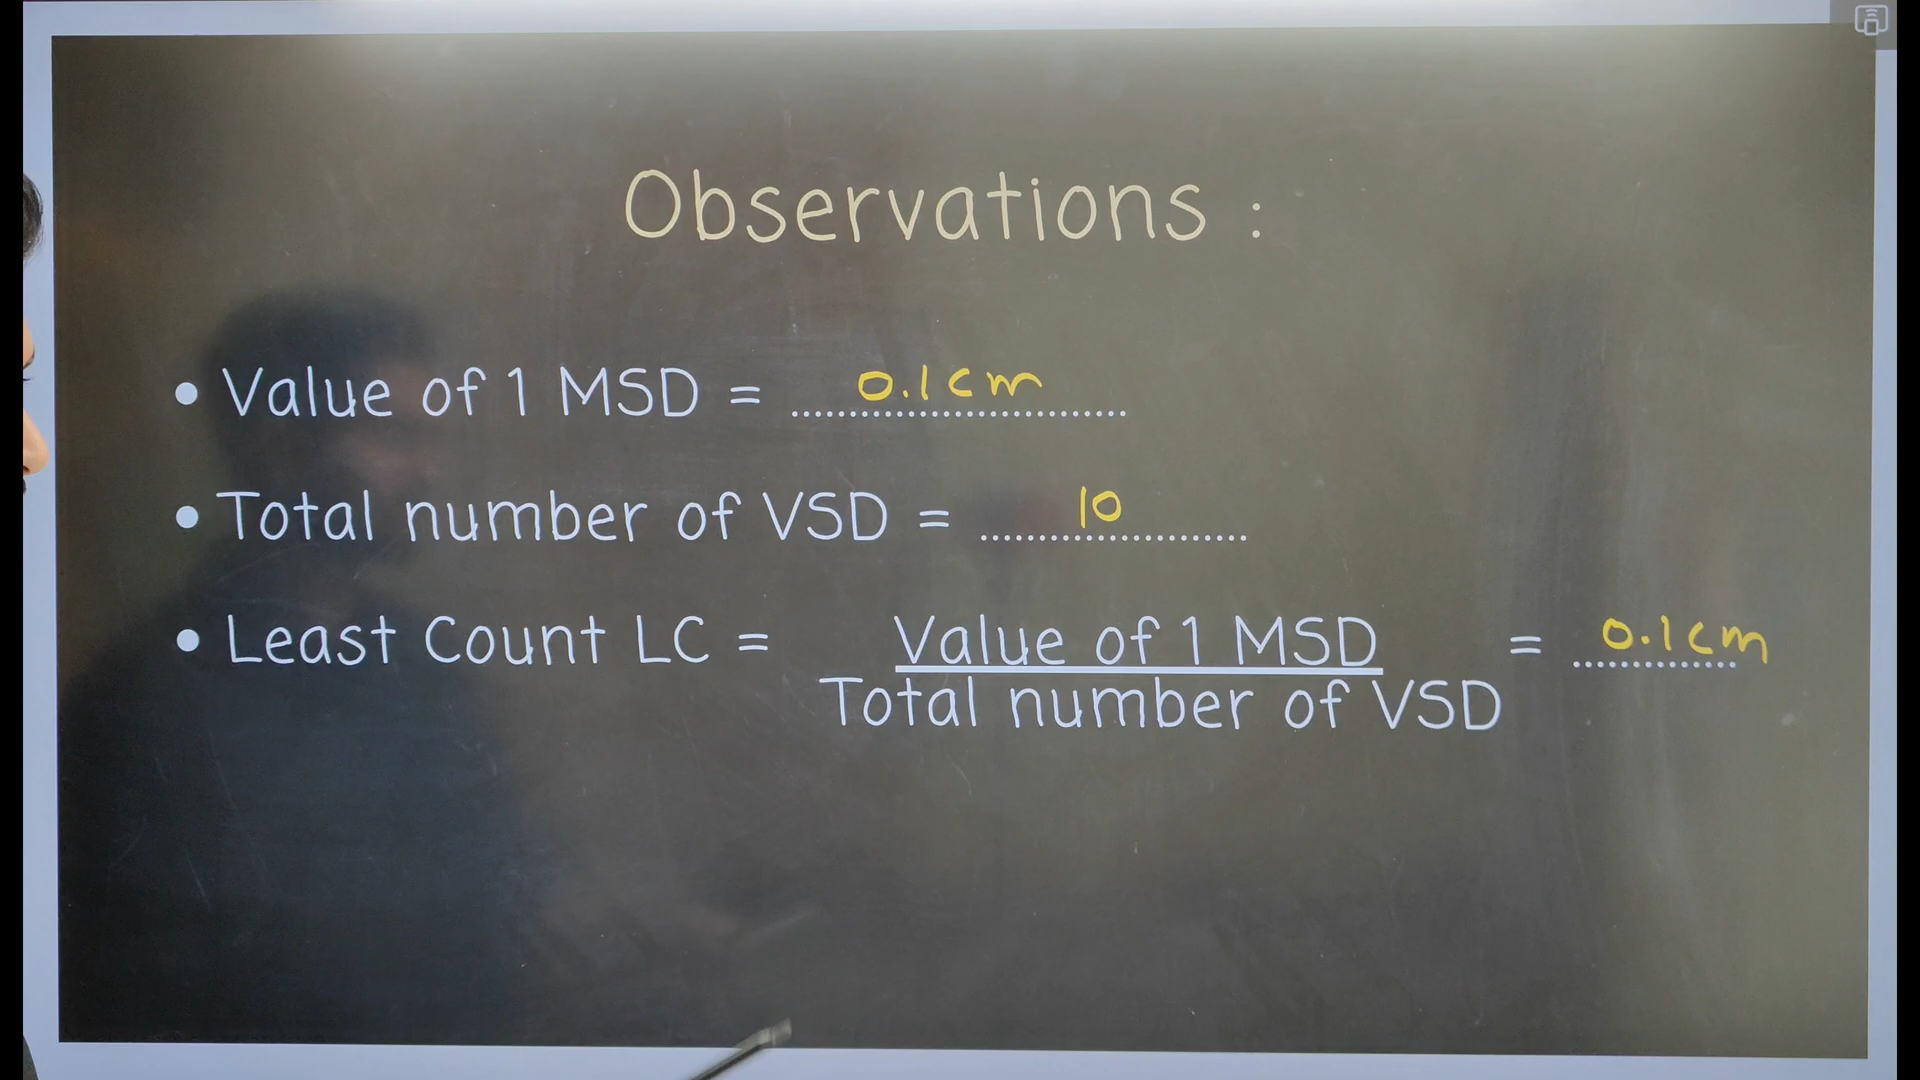 Observations :
• Value of 1 MSD = ............ 0.1cm
• Total number of VSD = ............ 10
• Least Count LC = Value of 1 MSD = ............ 0.1cm
Total number of VSD